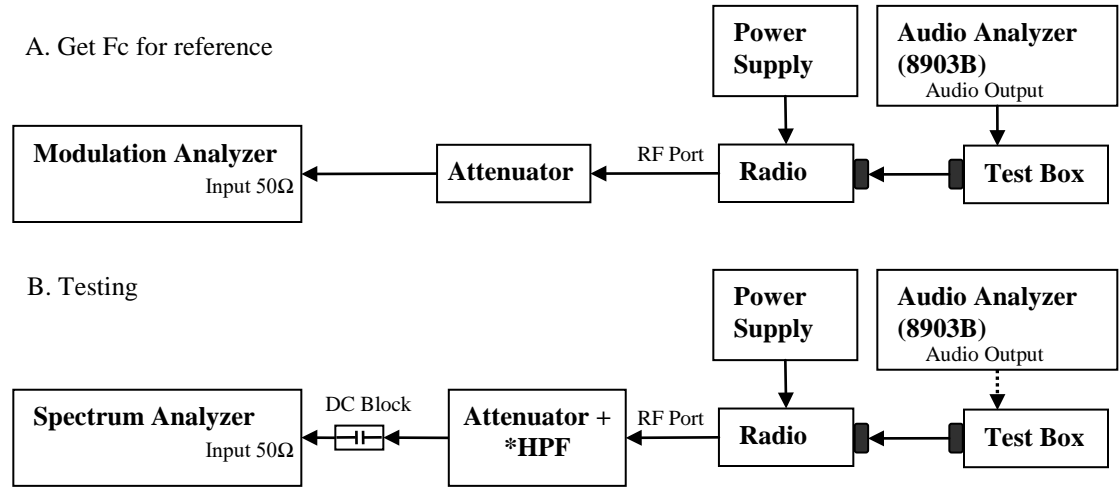 A. Get Fc for reference
Power
Supply
Audio Analyzer
(8903B)
Audio Output
Modulation Analyzer
Input 50Ω
Attenuator
RF Port
Radio
Test Box
B. Testing
Power
Supply
Audio Analyzer
(8903B)
Audio Output
Spectrum Analyzer
Input 50Ω
DC Block
Attenuator +
*HPF
RF Port
Radio
Test Box